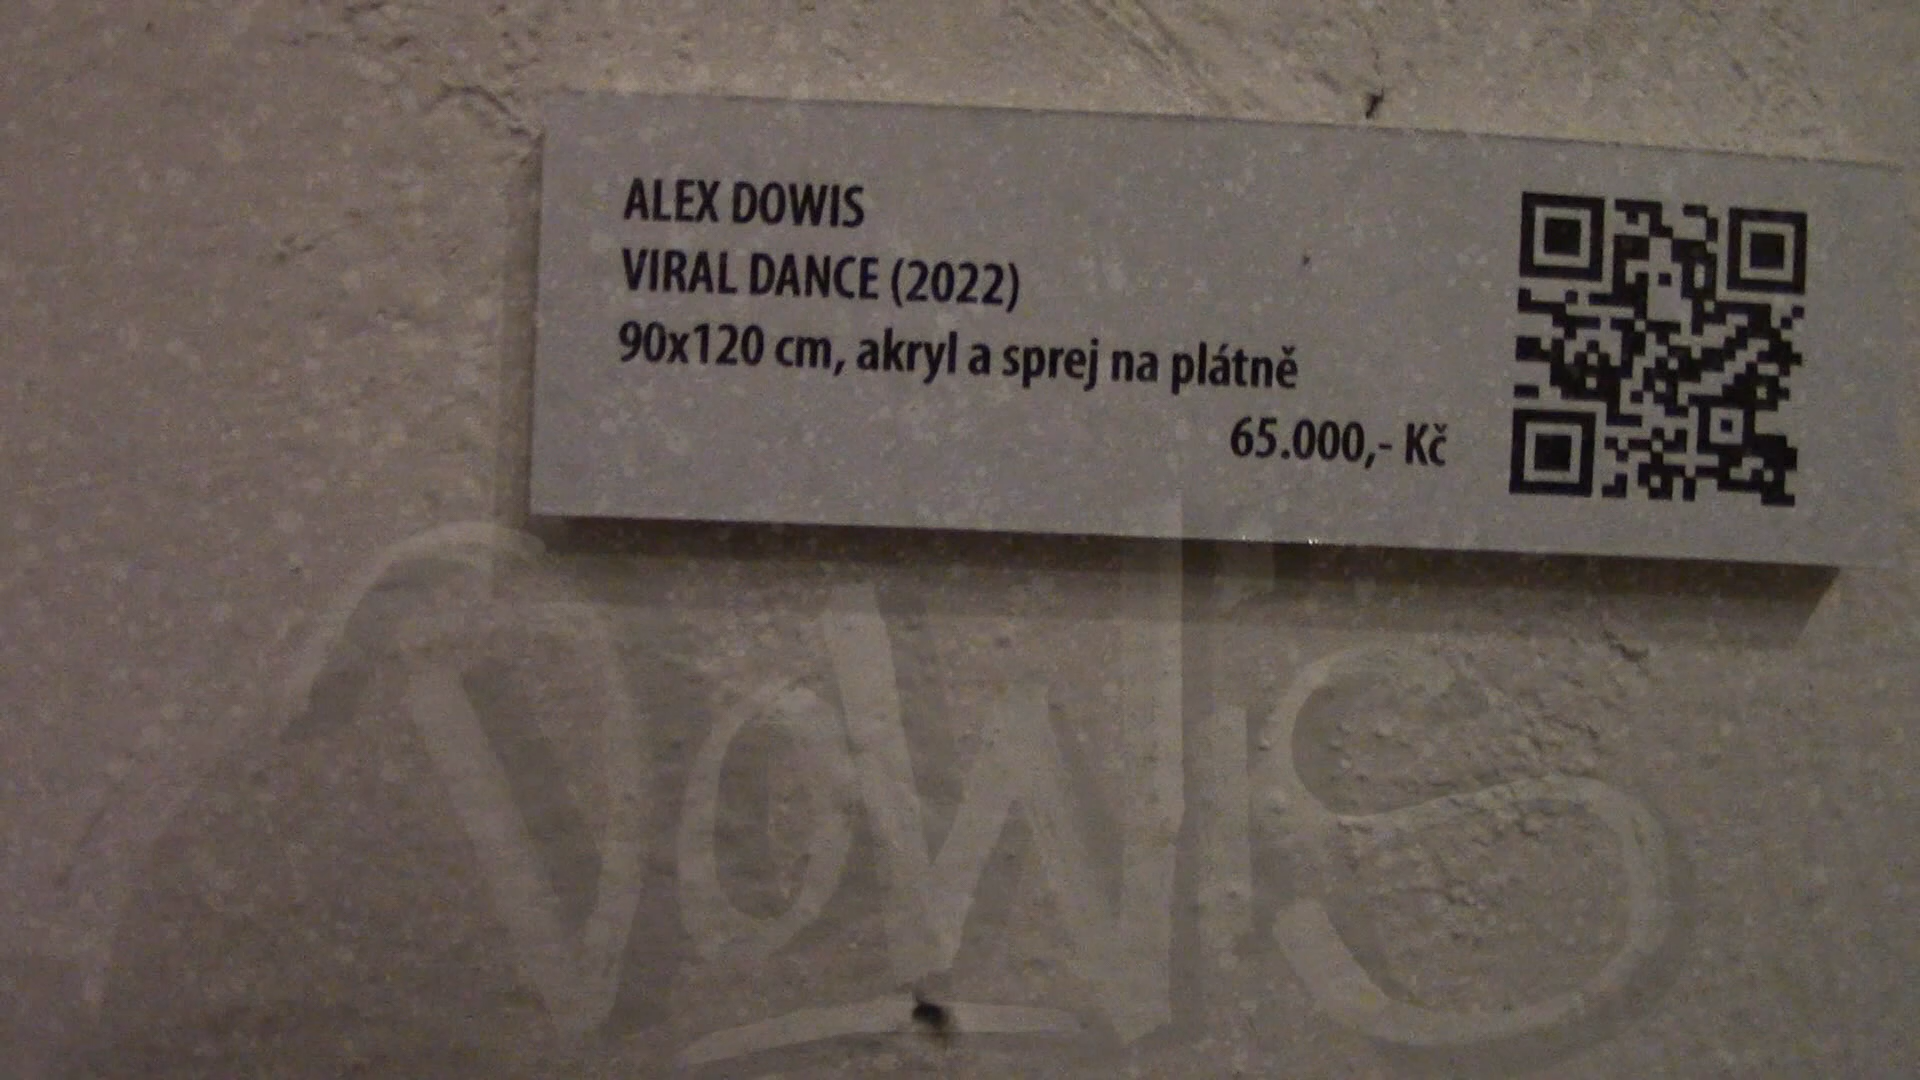 ALEX DOWIS
VIRAL DANCE (2022)
90x120 cm, akryl a sprej na plátně
65.000,- Kč
DOWIS